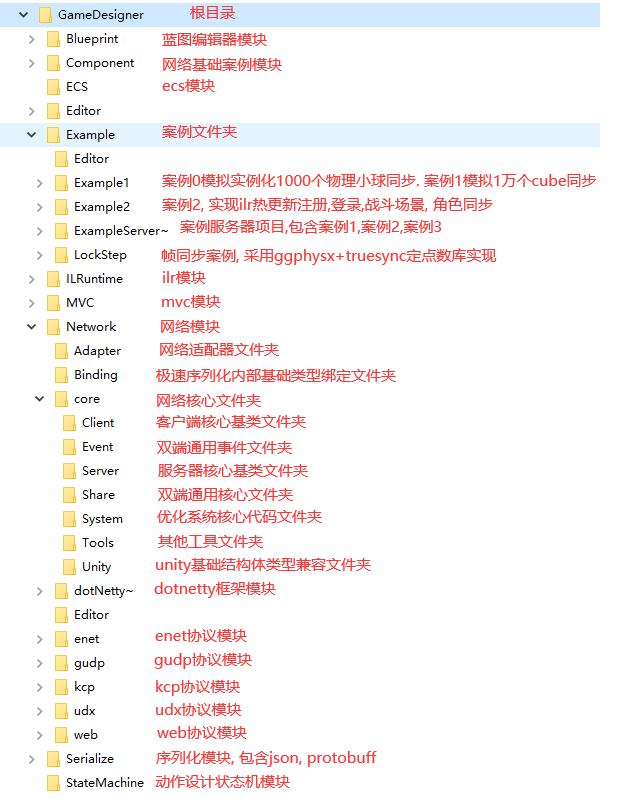 GameDesigner 根目录
Blueprint 蓝图编辑器模块
Component 网络基础案例模块
ECS ecs模块
Editor
Example 案例文件夹
Editor
Example1 案例0模拟实例化1000个物理小球同步. 案例1模拟1万个cube同步
Example2 案例2, 实现ilr热更新注册,登录,战斗场景, 角色同步
ExampleServer~ 案例服务器项目,包含案例1,案例2,案例3
LockStep 帧同步案例, 采用ggphysx+truesync定点数库实现
ILRuntime ilr模块
MVC mvc模块
Network 网络模块
Adapter 网络适配器文件夹
Binding 极速序列化内部基础类型绑定文件夹
core 网络核心文件夹
Client 客户端核心基类文件夹
Event 双端通用事件文件夹
Server 服务器核心基类文件夹
Share 双端通用核心文件夹
System 优化系统核心代码文件夹
Tools 其他工具文件夹
Unity unity基础结构体类型兼容文件夹
dotNetty~ dotnetty框架模块
Editor
enet enet协议模块
gudp gudp协议模块
kcp kcp协议模块
udx udx协议模块
web web协议模块
Serialize 序列化模块, 包含json, protobuff
StateMachine 动作设计状态机模块